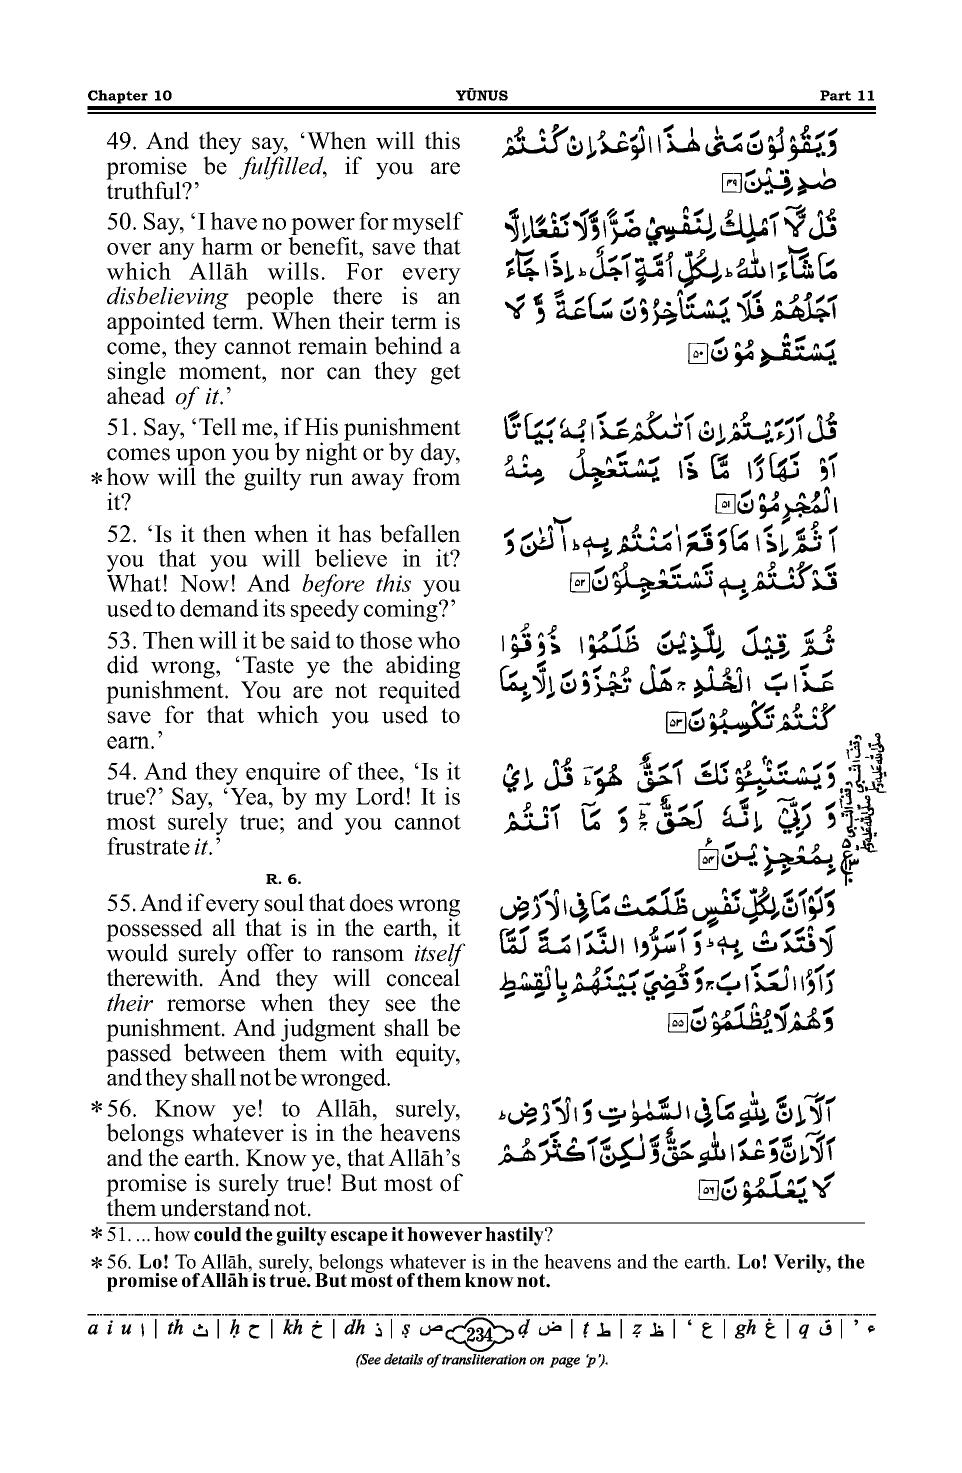 Chapter 10 YŪNUS Part 11
49. And they say, ‘When will this
promise be fulfilled, if you are
truthful?’
50. Say, ‘I have no power for myself
over any harm or benefit, save that
which Allāh wills. For every
disbelieving people there is an
appointed term. When their term is
come, they cannot remain behind a
single moment, nor can they get
ahead of it.’
51. Say, ‘Tell me, if His punishment
comes upon you by night or by day,
*how will the guilty run away from
it?
52. ‘Is it then when it has befallen
you that you will believe in it?
What! Now! And before this you
used to demand its speedy coming?’
53. Then will it be said to those who
did wrong, ‘Taste ye the abiding
punishment. You are not requited
save for that which you used to
earn.’
54. And they enquire of thee, ‘Is it
true?’ Say, ‘Yea, by my Lord! It is
most surely true; and you cannot
frustrate it.’
R. 6.
55. And if every soul that does wrong
possessed all that is in the earth, it
would surely offer to ransom itself
therewith. And they will conceal
their remorse when they see the
punishment. And judgment shall be
passed between them with equity,
and they shall not be wronged.
*56. Know ye! to Allāh, surely,
belongs whatever is in the heavens
and the earth. Know ye, that Allāh’s
promise is surely true! But most of
them understand not.
وَيَقُوْلُوْنَ مَتٰى هٰذَا الْوَعْدُ اِنْ كُنْتُمْ
صٰدِقِيْنَ ۴۹
قُلْ لَّاۤ اَمْلِكُ لِنَفْسِيْ ضَرًّا وَّلَا نَفْعًا اِلَّا
مَا شَآءَ اللّٰهُ ؕ لِكُلِّ اُمَّةٍ اَجَلٌ ؕ اِذَا جَآءَ
اَجَلُهُمْ فَلَا يَسْتَاْخِرُوْنَ سَاعَةً وَّ لَا
يَسْتَقْدِمُوْنَ ۵۰
قُلْ اَرَءَيْتُمْ اِنْ اَتٰىكُمْ عَذَابُهٗ بَيَاتًا
اَوْ نَهَارًا مَّا ذَا يَسْتَعْجِلُ مِنْهُ
الْمُجْرِمُوْنَ ۵۱
اَثُمَّ اِذَا مَا وَقَعَ اٰمَنْتُمْ بِهٖ ؕ آٰلْـٰٔنَ وَ
قَدْ كُنْتُمْ بِهٖ تَسْتَعْجِلُوْنَ ۵۲
ثُمَّ قِيْلَ لِلَّذِيْنَ ظَلَمُوْا ذُوْقُوْا
عَذَابَ الْخُلْدِ ۚ هَلْ تُجْزَوْنَ اِلَّا بِمَا
كُنْتُمْ تَكْسِبُوْنَ ۵۳
وَيَسْتَنْۢبِـُٔوْنَكَ اَحَقٌّ هُوَ ؔ قُلْ اِيْ
وَ رَبِّيْۤ اِنَّهٗ لَحَقٌّ ۚ وَ مَاۤ اَنْتُمْ
بِمُعْجِزِيْنَ ۵۴
وَلَوْ اَنَّ لِكُلِّ نَفْسٍ ظَلَمَتْ مَا فِي الْاَرْضِ
لَافْتَدَتْ بِهٖ ؕ وَ اَسَرُّوا النَّدَامَةَ لَمَّا
رَاَوُا الْعَذَابَ ۚ وَ قُضِيَ بَيْنَهُمْ بِالْقِسْطِ
وَهُمْ لَا يُظْلَمُوْنَ ۵۵
اَلَاۤ اِنَّ لِلّٰهِ مَا فِي السَّمٰوٰتِ وَ الْاَرْضِ ؕ
اَلَاۤ اِنَّ وَعْدَ اللّٰهِ حَقٌّ وَّلٰكِنَّ اَكْثَرَهُمْ
لَا يَعْلَمُوْنَ ۵۶
*51. ... how could the guilty escape it however hastily?
*56. Lo! To Allāh, surely, belongs whatever is in the heavens and the earth. Lo! Verily, the
promise of Allāh is true. But most of them know not.
a i u ا | th ث | ḥ ح | kh خ | dh ذ | ṣ ص 234 ḍ ض | ṭ ط | ẓ ظ | ‘ ع | gh غ | q ق | ’ ء
(See details of transliteration on page ‘p’).